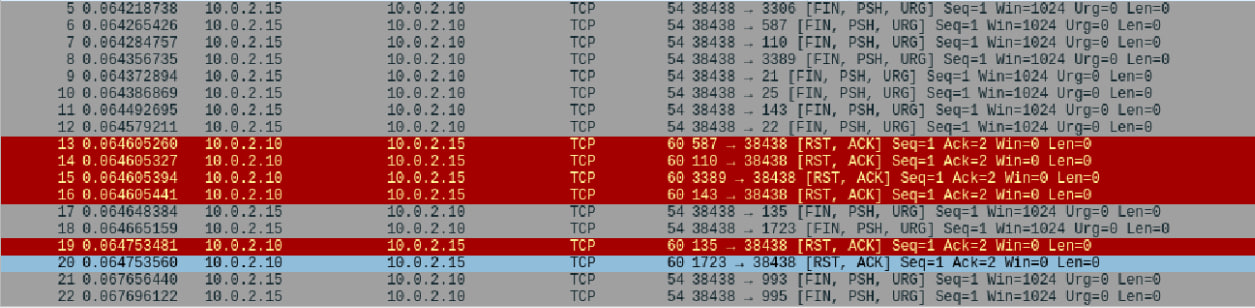 5 0.064218738 10.0.2.15 10.0.2.10 TCP 54 38438 → 3306 [FIN, PSH, URG] Seq=1 Win=1024 Urg=0 Len=0
6 0.064265426 10.0.2.15 10.0.2.10 TCP 54 38438 → 587 [FIN, PSH, URG] Seq=1 Win=1024 Urg=0 Len=0
7 0.064284757 10.0.2.15 10.0.2.10 TCP 54 38438 → 110 [FIN, PSH, URG] Seq=1 Win=1024 Urg=0 Len=0
8 0.064356735 10.0.2.15 10.0.2.10 TCP 54 38438 → 3389 [FIN, PSH, URG] Seq=1 Win=1024 Urg=0 Len=0
9 0.064372894 10.0.2.15 10.0.2.10 TCP 54 38438 → 21 [FIN, PSH, URG] Seq=1 Win=1024 Urg=0 Len=0
10 0.064386869 10.0.2.15 10.0.2.10 TCP 54 38438 → 25 [FIN, PSH, URG] Seq=1 Win=1024 Urg=0 Len=0
11 0.064492695 10.0.2.15 10.0.2.10 TCP 54 38438 → 143 [FIN, PSH, URG] Seq=1 Win=1024 Urg=0 Len=0
12 0.064579211 10.0.2.15 10.0.2.10 TCP 54 38438 → 22 [FIN, PSH, URG] Seq=1 Win=1024 Urg=0 Len=0
13 0.064605260 10.0.2.10 10.0.2.15 TCP 60 587 → 38438 [RST, ACK] Seq=1 Ack=2 Win=0 Len=0
14 0.064605327 10.0.2.10 10.0.2.15 TCP 60 110 → 38438 [RST, ACK] Seq=1 Ack=2 Win=0 Len=0
15 0.064605394 10.0.2.10 10.0.2.15 TCP 60 3389 → 38438 [RST, ACK] Seq=1 Ack=2 Win=0 Len=0
16 0.064605441 10.0.2.10 10.0.2.15 TCP 60 143 → 38438 [RST, ACK] Seq=1 Ack=2 Win=0 Len=0
17 0.064648384 10.0.2.15 10.0.2.10 TCP 54 38438 → 135 [FIN, PSH, URG] Seq=1 Win=1024 Urg=0 Len=0
18 0.064665159 10.0.2.15 10.0.2.10 TCP 54 38438 → 1723 [FIN, PSH, URG] Seq=1 Win=1024 Urg=0 Len=0
19 0.064753481 10.0.2.10 10.0.2.15 TCP 60 135 → 38438 [RST, ACK] Seq=1 Ack=2 Win=0 Len=0
20 0.064753560 10.0.2.10 10.0.2.15 TCP 60 1723 → 38438 [RST, ACK] Seq=1 Ack=2 Win=0 Len=0
21 0.067656440 10.0.2.15 10.0.2.10 TCP 54 38438 → 993 [FIN, PSH, URG] Seq=1 Win=1024 Urg=0 Len=0
22 0.067696122 10.0.2.15 10.0.2.10 TCP 54 38438 → 995 [FIN, PSH, URG] Seq=1 Win=1024 Urg=0 Len=0